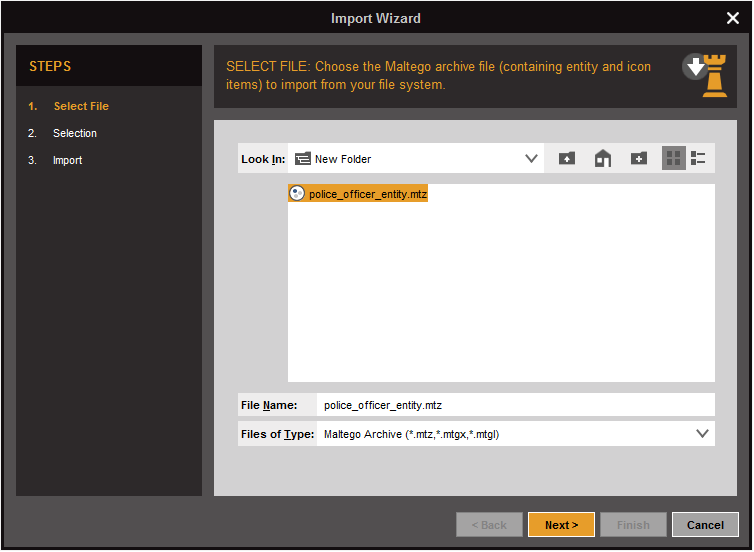 Import Wizard
STEPS
1. Select File
2. Selection
3. Import
SELECT FILE: Choose the Maltego archive file (containing entity and icon
items) to import from your file system.
Look In: New Folder
police_officer_entity.mtz
File Name: police_officer_entity.mtz
Files of Type: Maltego Archive (*.mtz,*.mtgx,*.mtgl)
< Back Next > Finish Cancel